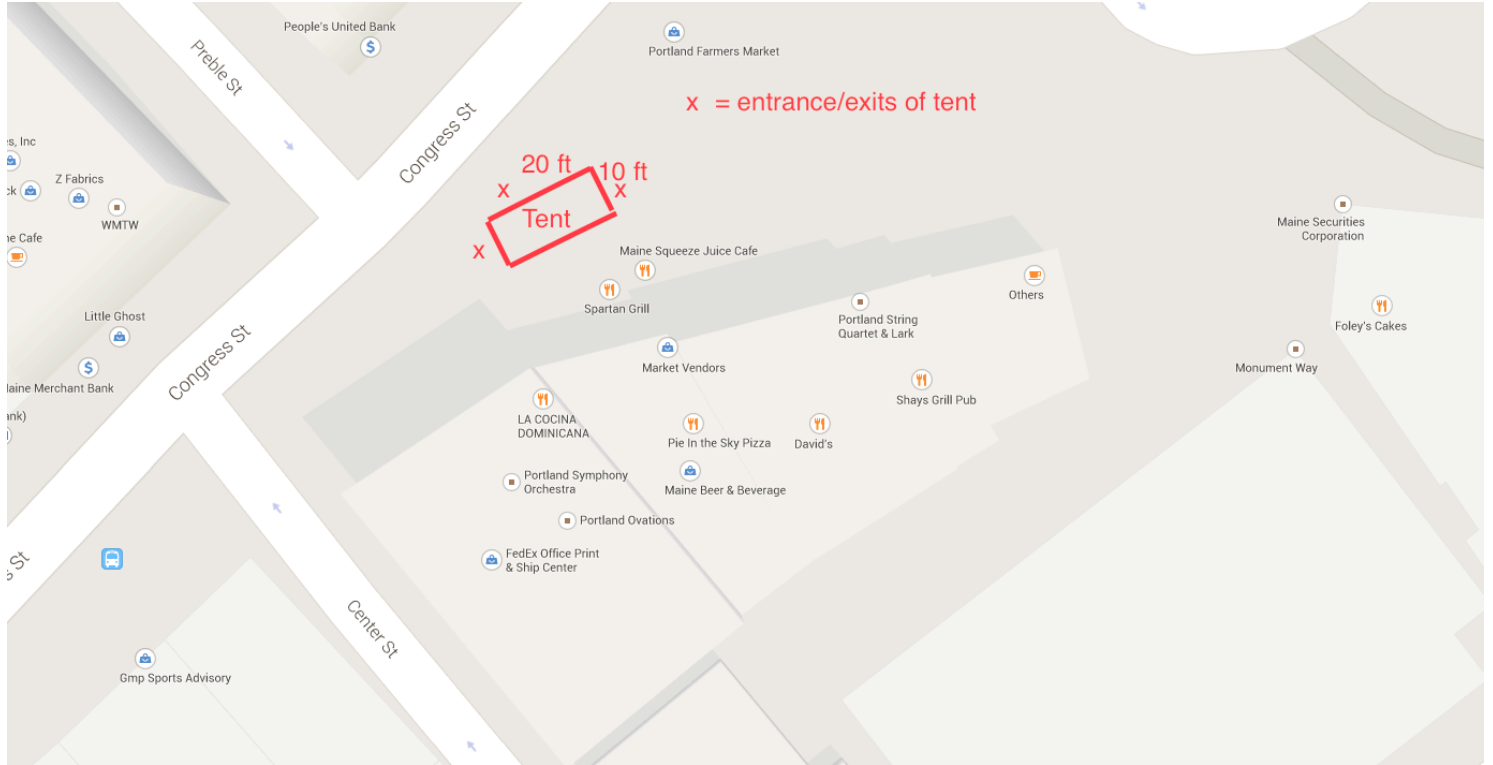 People's United Bank
Portland Farmers Market
Preble St
x = entrance/exits of tent
Congress St
es, Inc
20 ft
10 ft
Z Fabrics
ck
x
x
WMTW
Tent
Maine Securities
Corporation
ne Cafe
x
Maine Squeeze Juice Cafe
Others
Spartan Grill
Portland String
Quartet & Lark
Little Ghost
Foley's Cakes
Congress St
Market Vendors
Monument Way
laine Merchant Bank
Shays Grill Pub
ank)
LA COCINA
DOMINICANA
Pie In the Sky Pizza
David's
Portland Symphony
Orchestra
Maine Beer & Beverage
Portland Ovations
FedEx Office Print
& Ship Center
s St
Center St
Gmp Sports Advisory